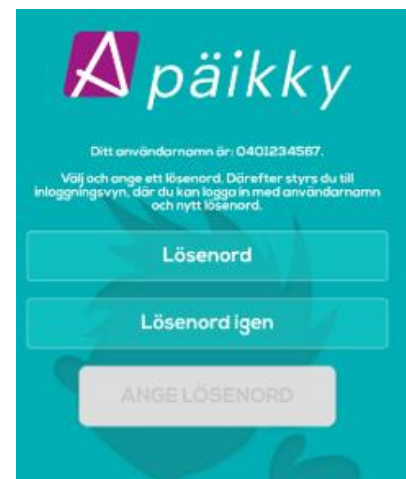 A päikky
Ditt användarnamn är: 0401234567.
Välj och ange ett lösenord. Därefter styrs du till
inloggningsvyn, där du kan logga in med användarnamn
och nytt lösenord.
Lösenord
Lösenord igen
ANGE LÖSENORD